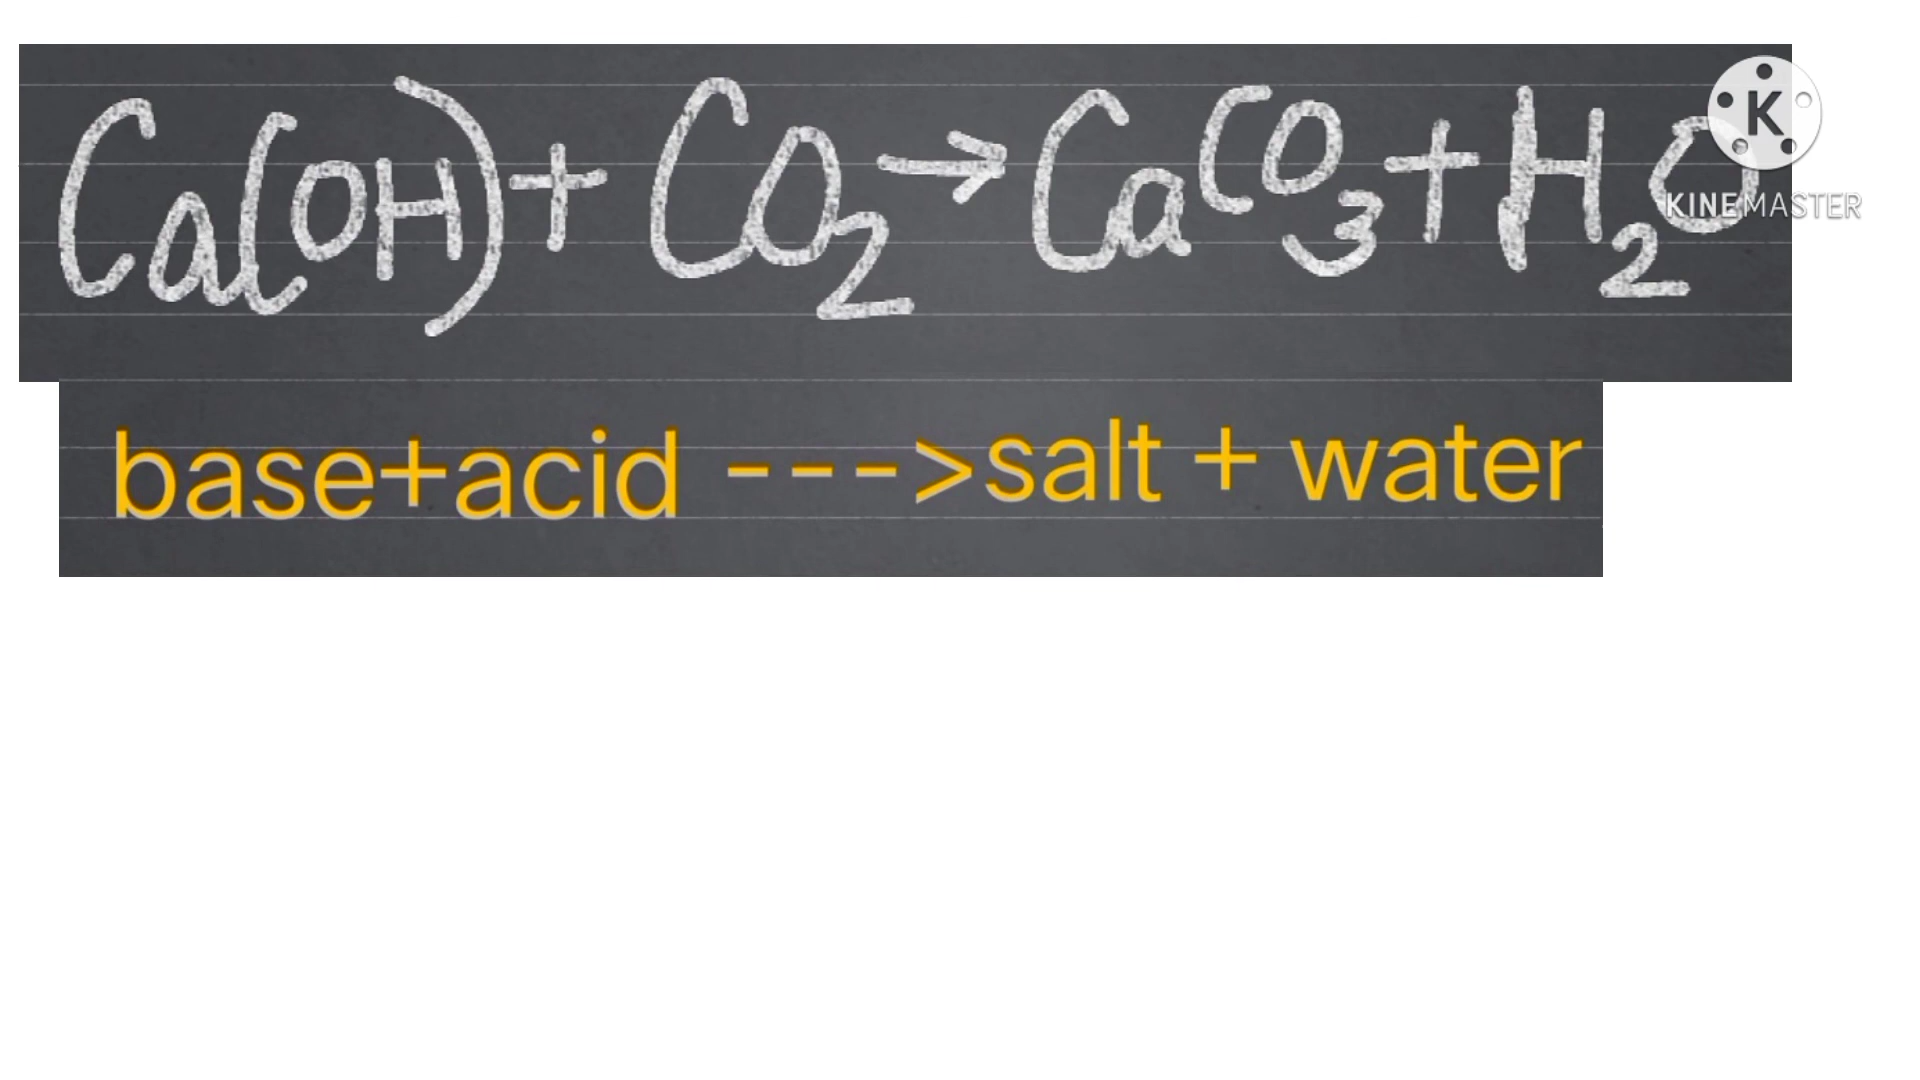 Ca(OH)+ CO₂→CaCO₃+H₂O
K
KINEMASTER
base+acid --->salt + water